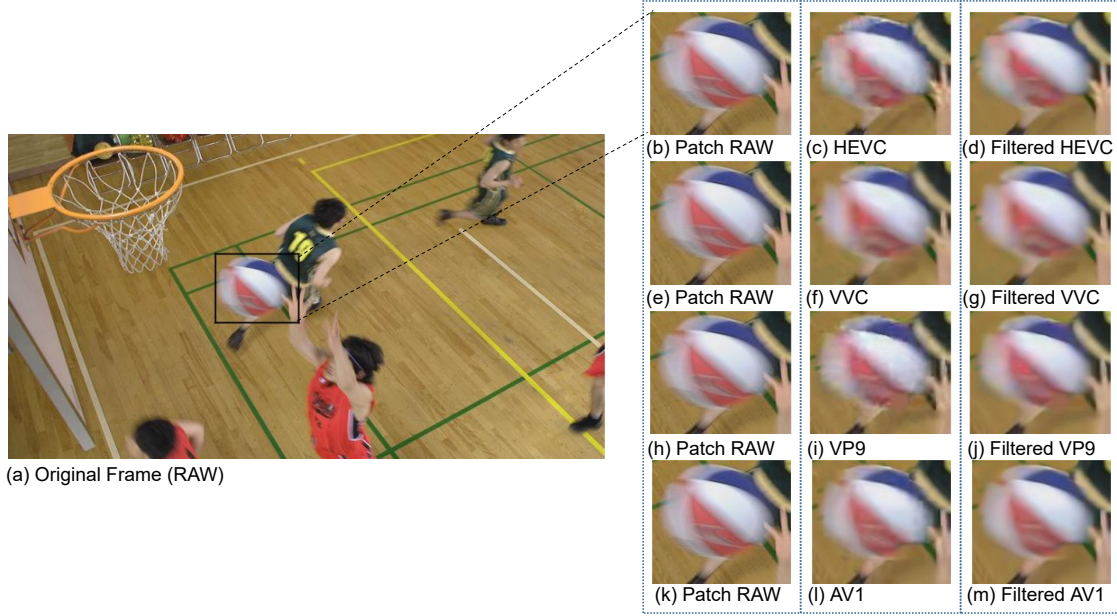 (b) Patch RAW
(c) HEVC
(d) Filtered HEVC
(e) Patch RAW
(f) VVC
(g) Filtered VVC
(h) Patch RAW
(i) VP9
(j) Filtered VP9
(a) Original Frame (RAW)
(k) Patch RAW
(l) AV1
(m) Filtered AV1